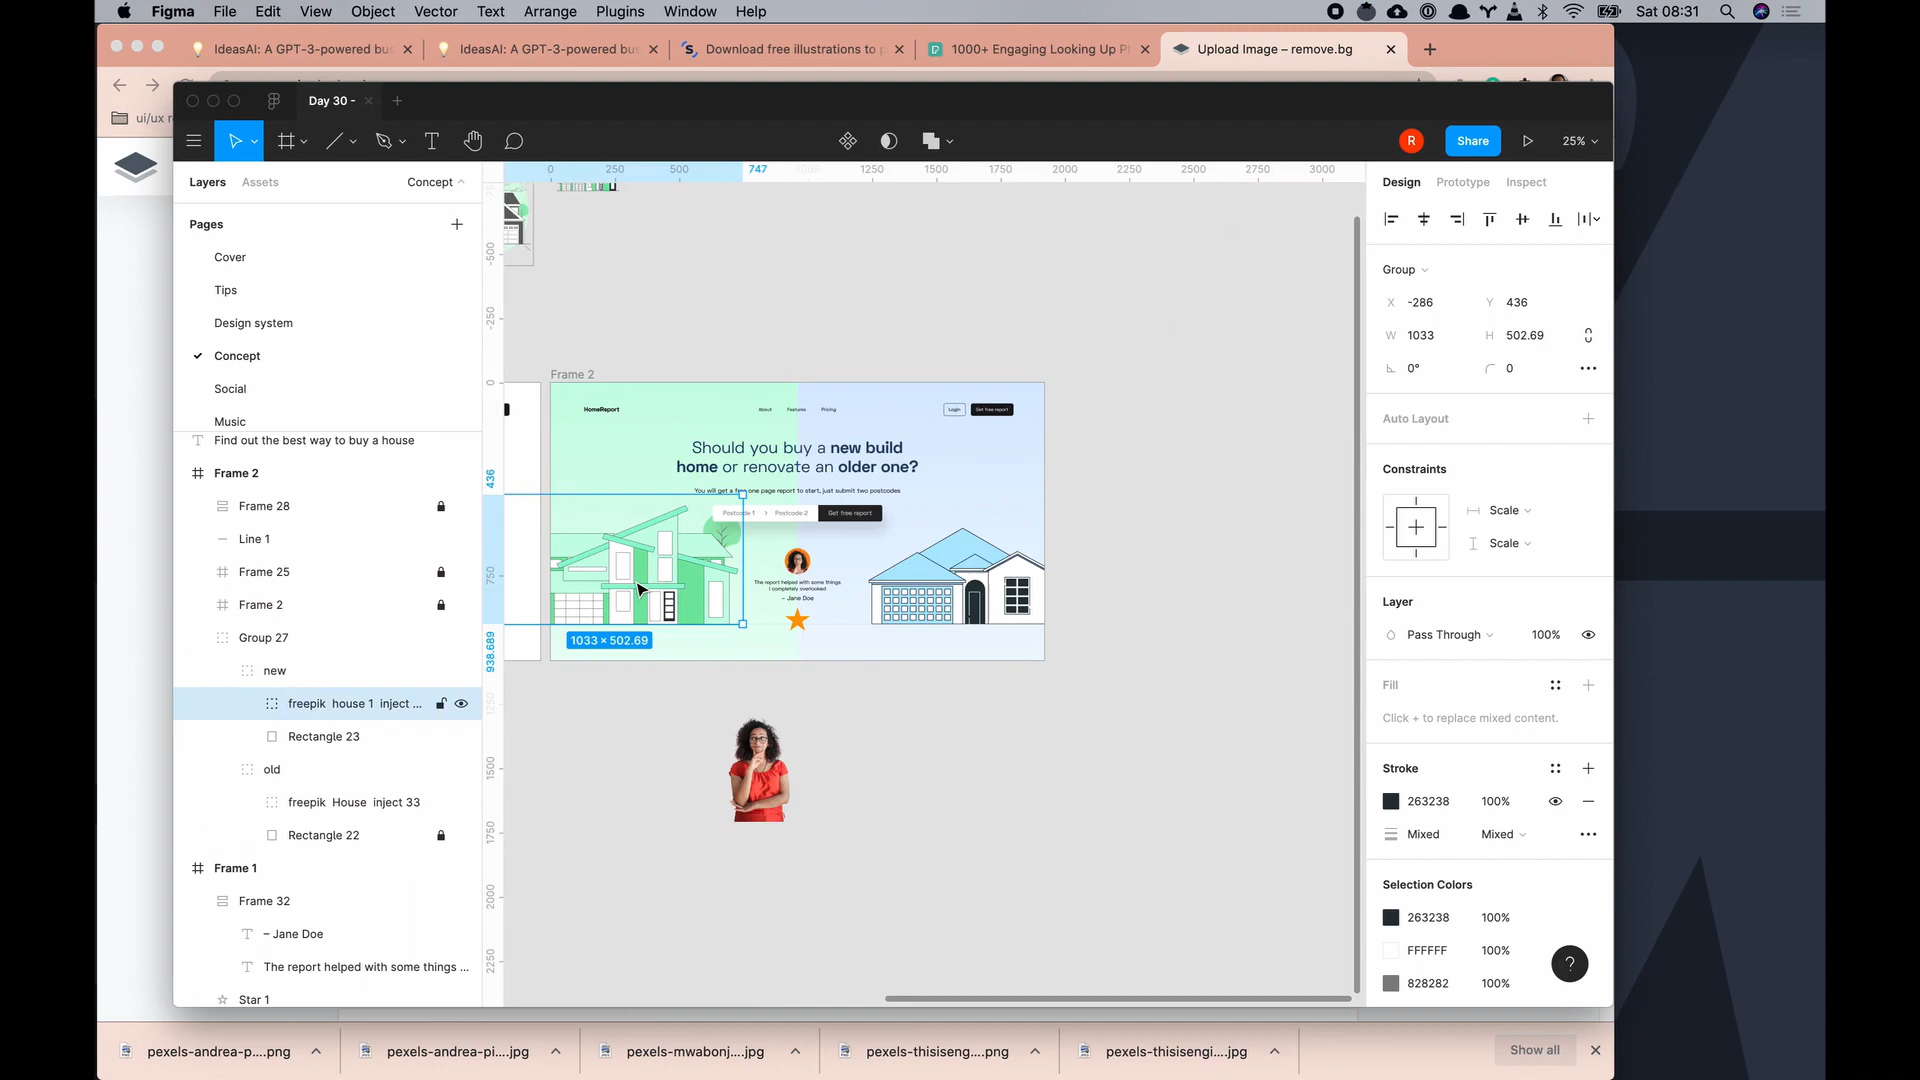 Figma File Edit View Object Vector Text Arrange Plugins Window Help
Sat 08:31
IdeasAI: A GPT-3-powered bus
IdeasAI: A GPT-3-powered bus
Download free illustrations to p
1000+ Engaging Looking Up Pi
Upload Image – remove.bg
ui/ux r
Day 30 -
R
Share
25%
Layers
Assets
Concept
-250 0 250 500 747 1250 1500 1750 2000 2250 2500 2750 3000
Design
Prototype
Inspect
Pages
Cover
Tips
Design system
Concept
Social
Music
Find out the best way to buy a house
Frame 2
Frame 28
Line 1
Frame 25
Frame 2
Group 27
new
freepik house 1 inject ...
Rectangle 23
old
freepik House inject 33
Rectangle 22
Frame 1
Frame 32
– Jane Doe
The report helped with some things ...
Star 1
-500
-250
0
436
750
938.689
1250
1500
1750
2000
2250
Frame 2
HomeReport
About
Features
Pricing
Login
Get free report
Should you buy a new build
home or renovate an older one?
You will get a free one page report to start, just submit two postcodes
Postcode 1
Postcode 2
Get free report
The report helped with some things
I completely overlooked
– Jane Doe
1033 × 502.69
Group
X -286
Y 436
W 1033
H 502.69
0°
0
Auto Layout
Constraints
Scale
Scale
Layer
Pass Through
100%
Fill
Click + to replace mixed content.
Stroke
263238 100%
Mixed
Mixed
Selection Colors
263238 100%
FFFFFF 100%
828282 100%
?
pexels-andrea-p....png
pexels-andrea-pi....jpg
pexels-mwabonj....jpg
pexels-thisiseng....png
pexels-thisisengi....jpg
Show all